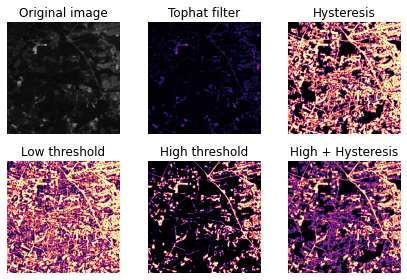 Original image
Tophat filter
Hysteresis
Low threshold
High threshold
High + Hysteresis